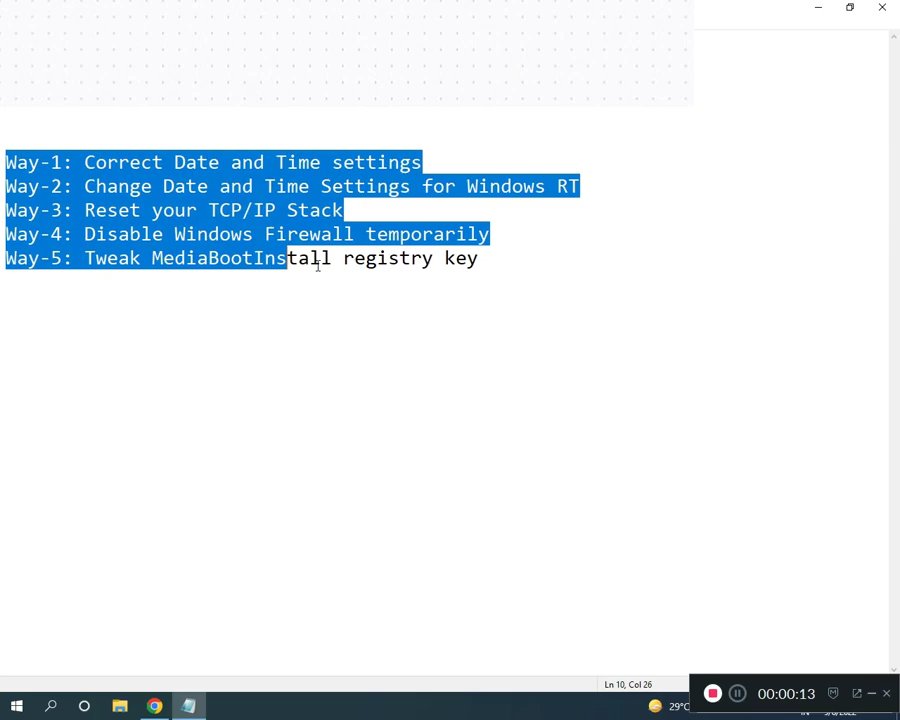 Way-1: Correct Date and Time settings
Way-2: Change Date and Time Settings for Windows RT
Way-3: Reset your TCP/IP Stack
Way-4: Disable Windows Firewall temporarily
Way-5: Tweak MediaBootInstall registry key
Ln 10, Col 26
00:00:13
29°C